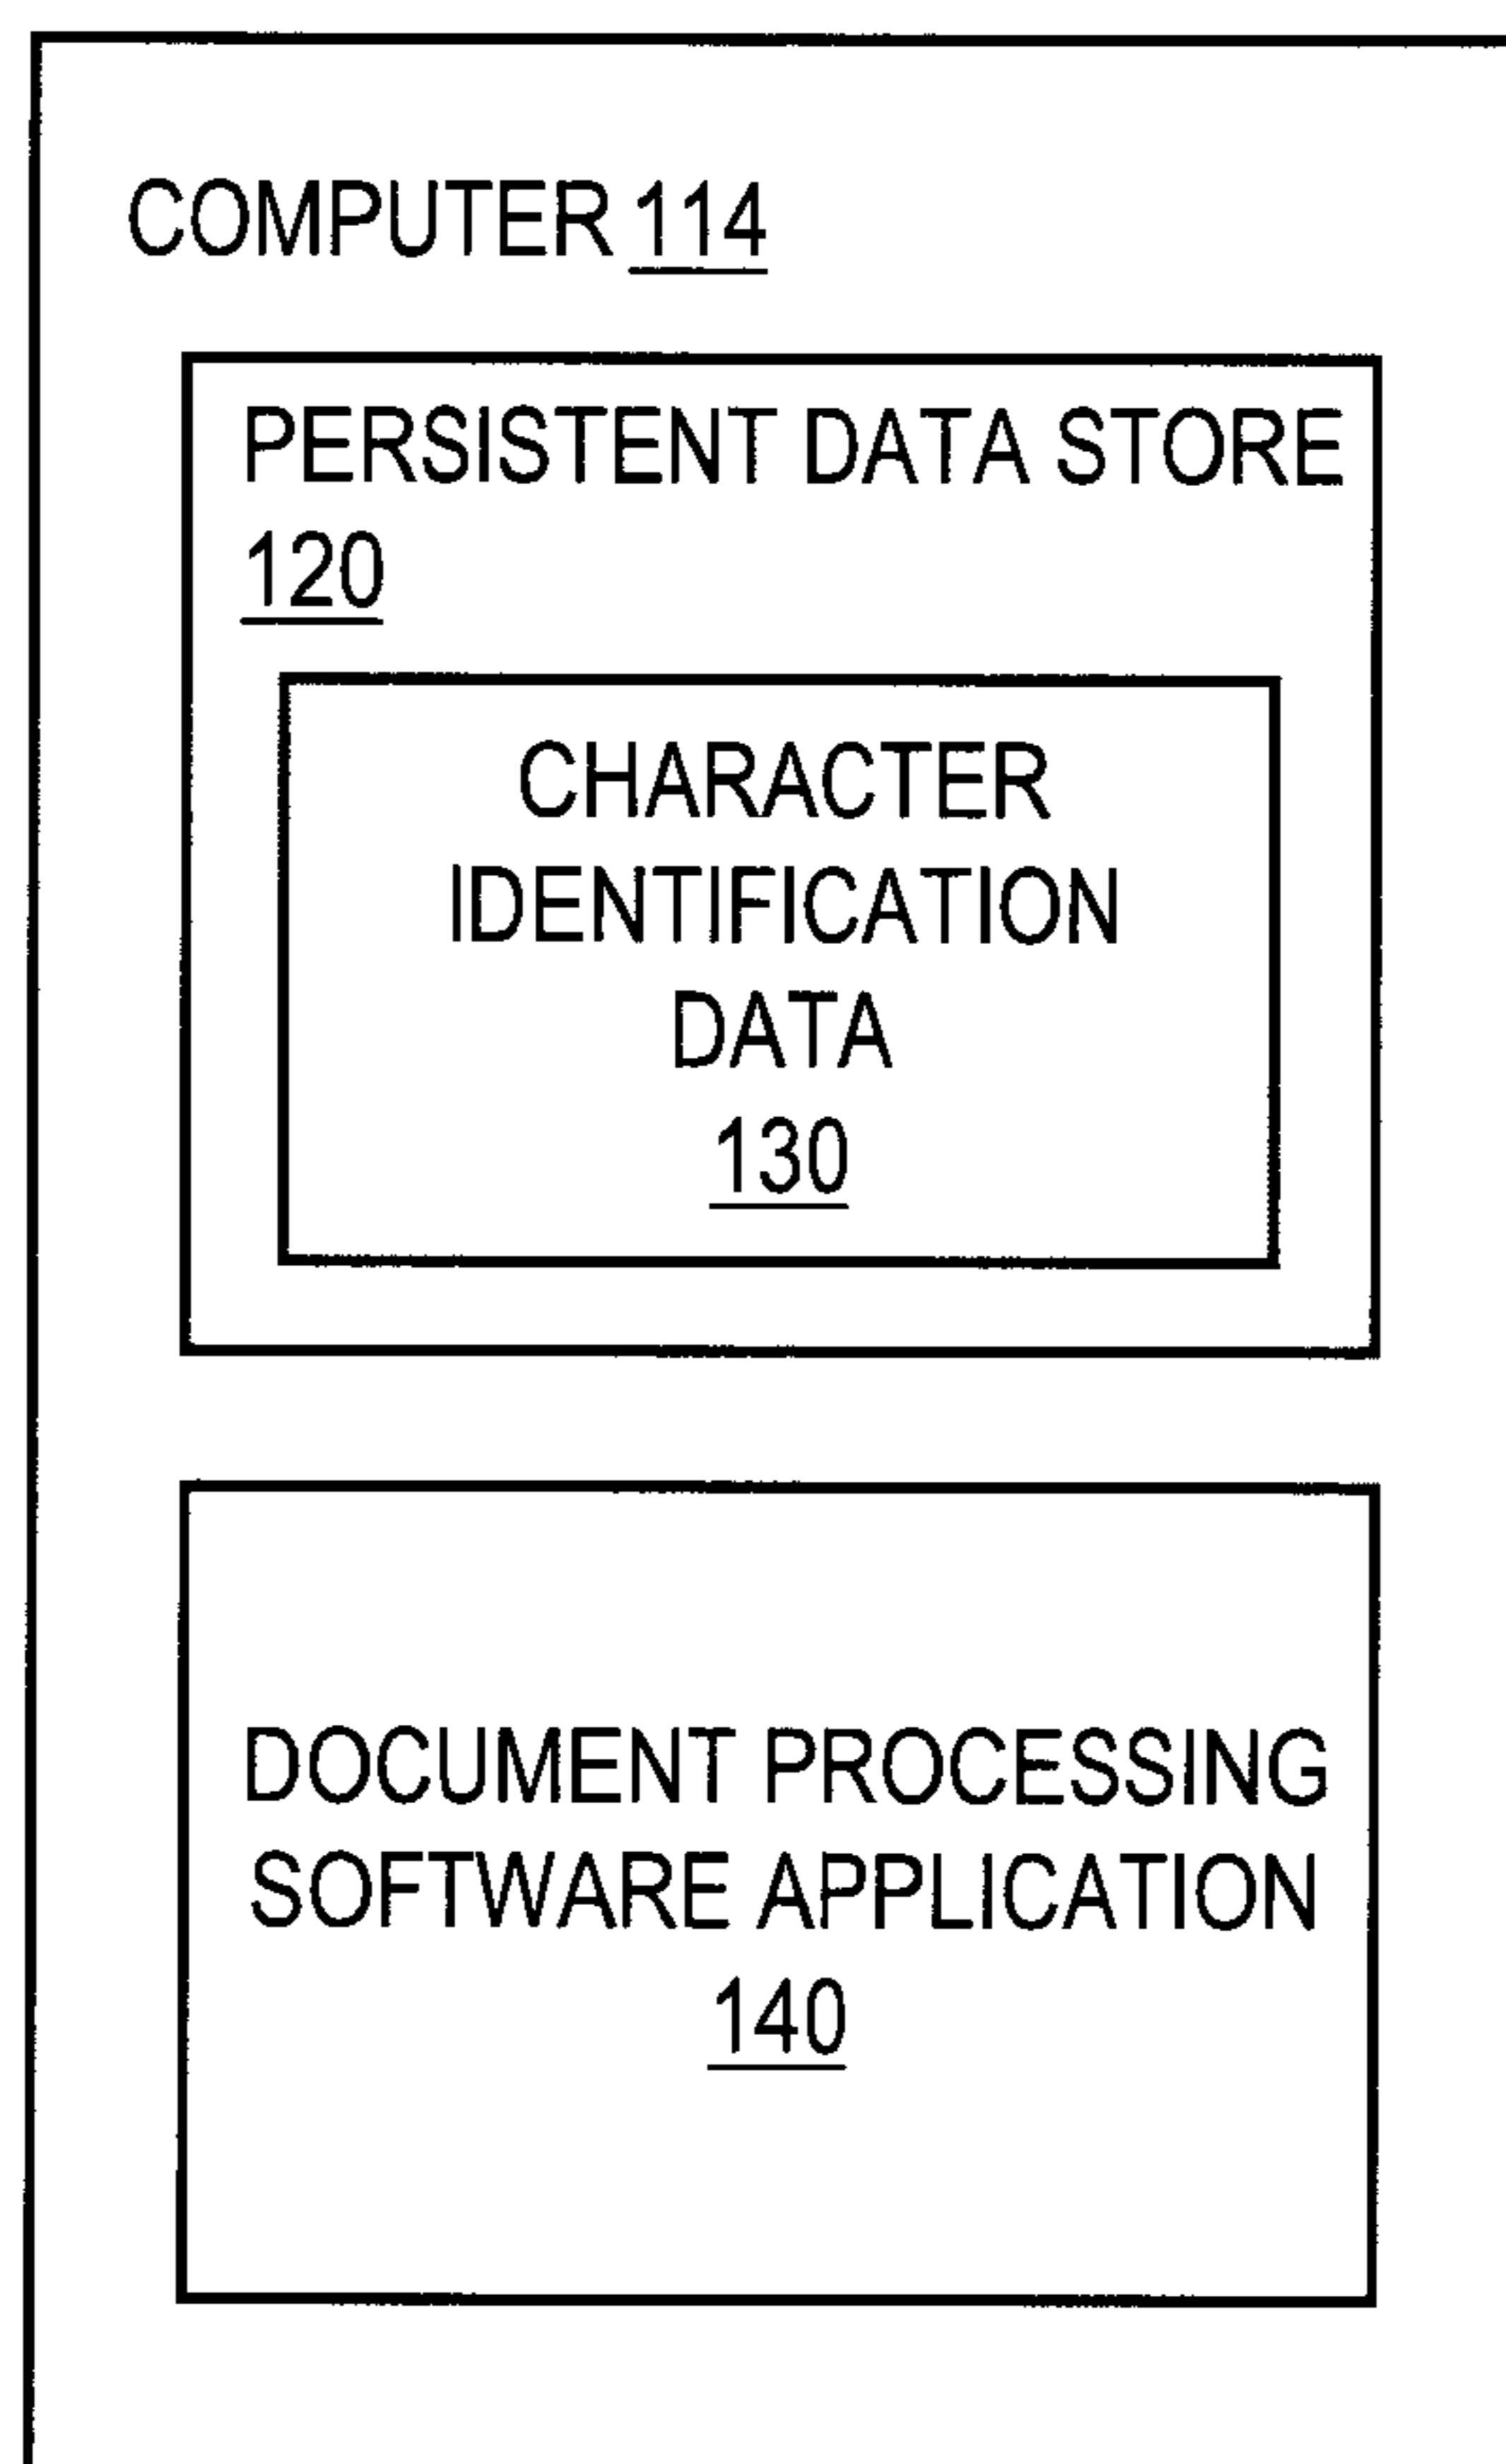 COMPUTER 114
PERSISTENT DATA STORE
120
CHARACTER
IDENTIFICATION
DATA
130
DOCUMENT PROCESSING
SOFTWARE APPLICATION
140